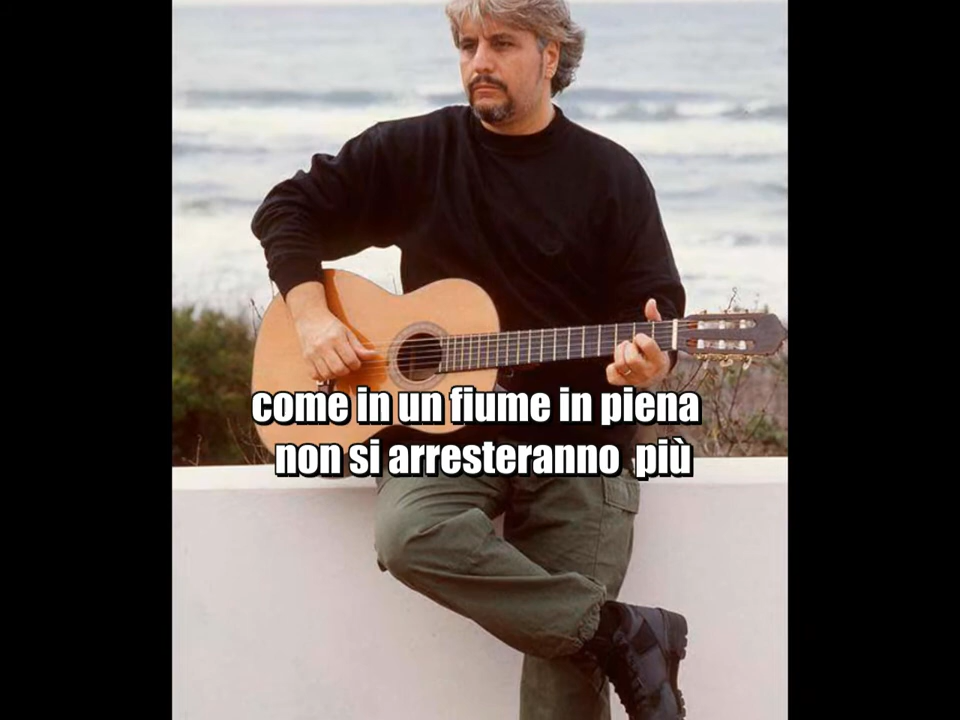 come in un fiume in piena
non si arresteranno più